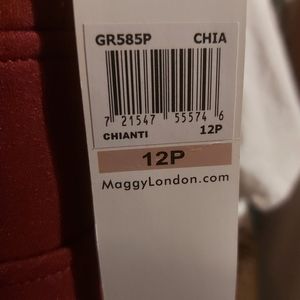 GR585P CHIA
7 21547 55574 6
CHIANTI 12P
12P
MaggyLondon.com